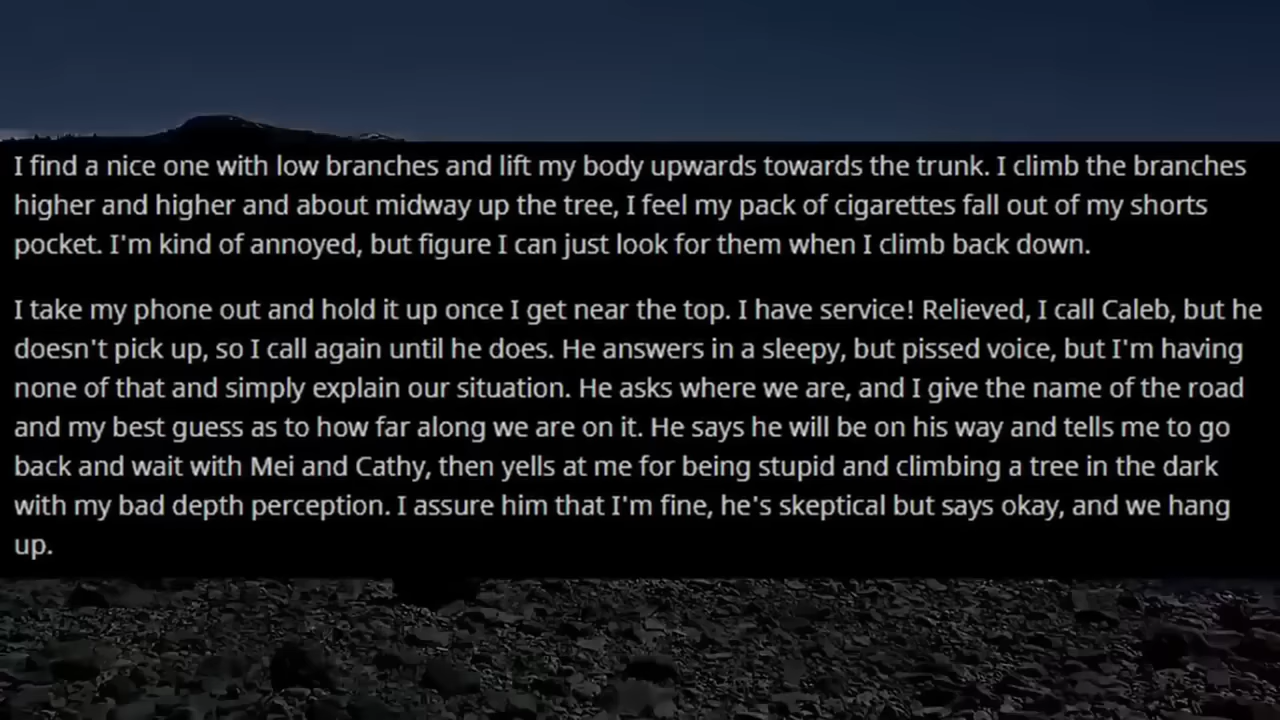 I find a nice one with low branches and lift my body upwards towards the trunk. I climb the branches
higher and higher and about midway up the tree, I feel my pack of cigarettes fall out of my shorts
pocket. I'm kind of annoyed, but figure I can just look for them when I climb back down.
I take my phone out and hold it up once I get near the top. I have service! Relieved, I call Caleb, but he
doesn't pick up, so I call again until he does. He answers in a sleepy, but pissed voice, but I'm having
none of that and simply explain our situation. He asks where we are, and I give the name of the road
and my best guess as to how far along we are on it. He says he will be on his way and tells me to go
back and wait with Mei and Cathy, then yells at me for being stupid and climbing a tree in the dark
with my bad depth perception. I assure him that I'm fine, he's skeptical but says okay, and we hang
up.